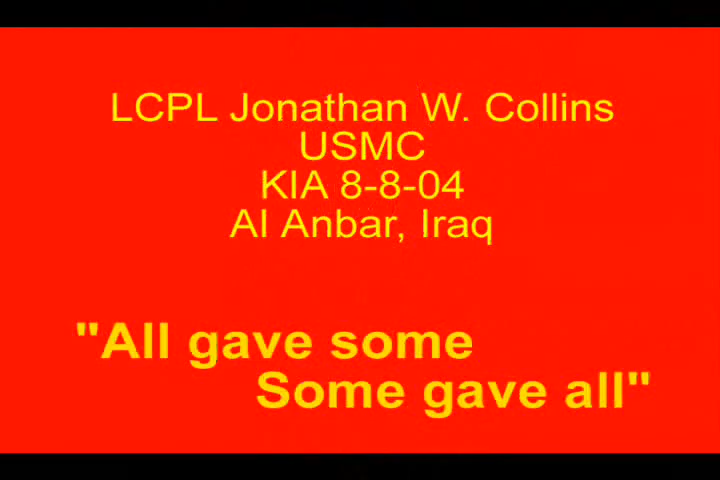 LCPL Jonathan W. Collins
USMC
KIA 8-8-04
Al Anbar, Iraq
"All gave some
Some gave all"